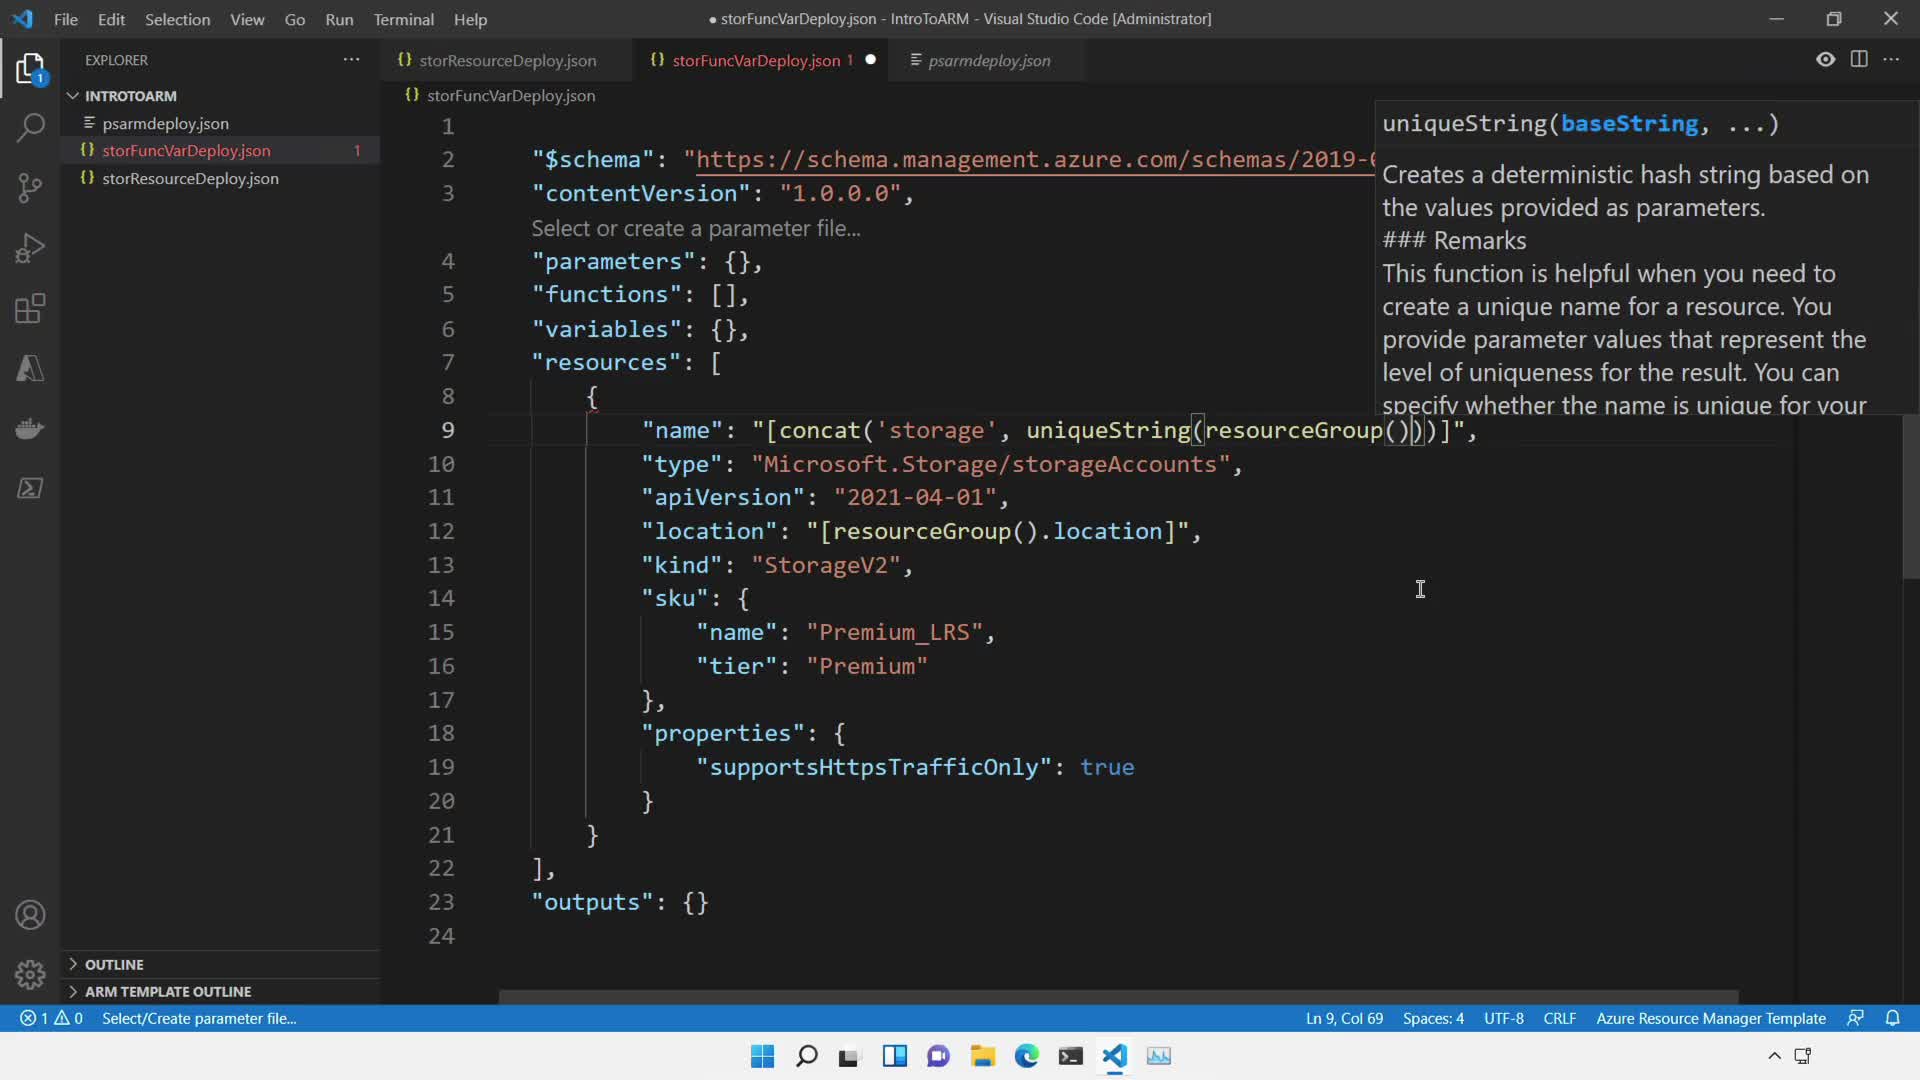 File Edit Selection View Go Run Terminal Help
● storFuncVarDeploy.json - IntroToARM - Visual Studio Code [Administrator]
EXPLORER
{} storResourceDeploy.json
{} storFuncVarDeploy.json 1
psarmdeploy.json
INTROTOARM
psarmdeploy.json
{} storFuncVarDeploy.json 1
{} storResourceDeploy.json
OUTLINE
ARM TEMPLATE OUTLINE
{} storFuncVarDeploy.json
1
2 "$schema": "https://schema.management.azure.com/schemas/2019-0
3 "contentVersion": "1.0.0.0",
Select or create a parameter file...
4 "parameters": {},
5 "functions": [],
6 "variables": {},
7 "resources": [
8 {
9 "name": "[concat('storage', uniqueString(resourceGroup()))]",
10 "type": "Microsoft.Storage/storageAccounts",
11 "apiVersion": "2021-04-01",
12 "location": "[resourceGroup().location]",
13 "kind": "StorageV2",
14 "sku": {
15 "name": "Premium_LRS",
16 "tier": "Premium"
17 },
18 "properties": {
19 "supportsHttpsTrafficOnly": true
20 }
21 }
22 ],
23 "outputs": {}
24
uniqueString(baseString, ...)
Creates a deterministic hash string based on
the values provided as parameters.
### Remarks
This function is helpful when you need to
create a unique name for a resource. You
provide parameter values that represent the
level of uniqueness for the result. You can
specify whether the name is unique for your
1 0 Select/Create parameter file...
Ln 9, Col 69 Spaces: 4 UTF-8 CRLF Azure Resource Manager Template